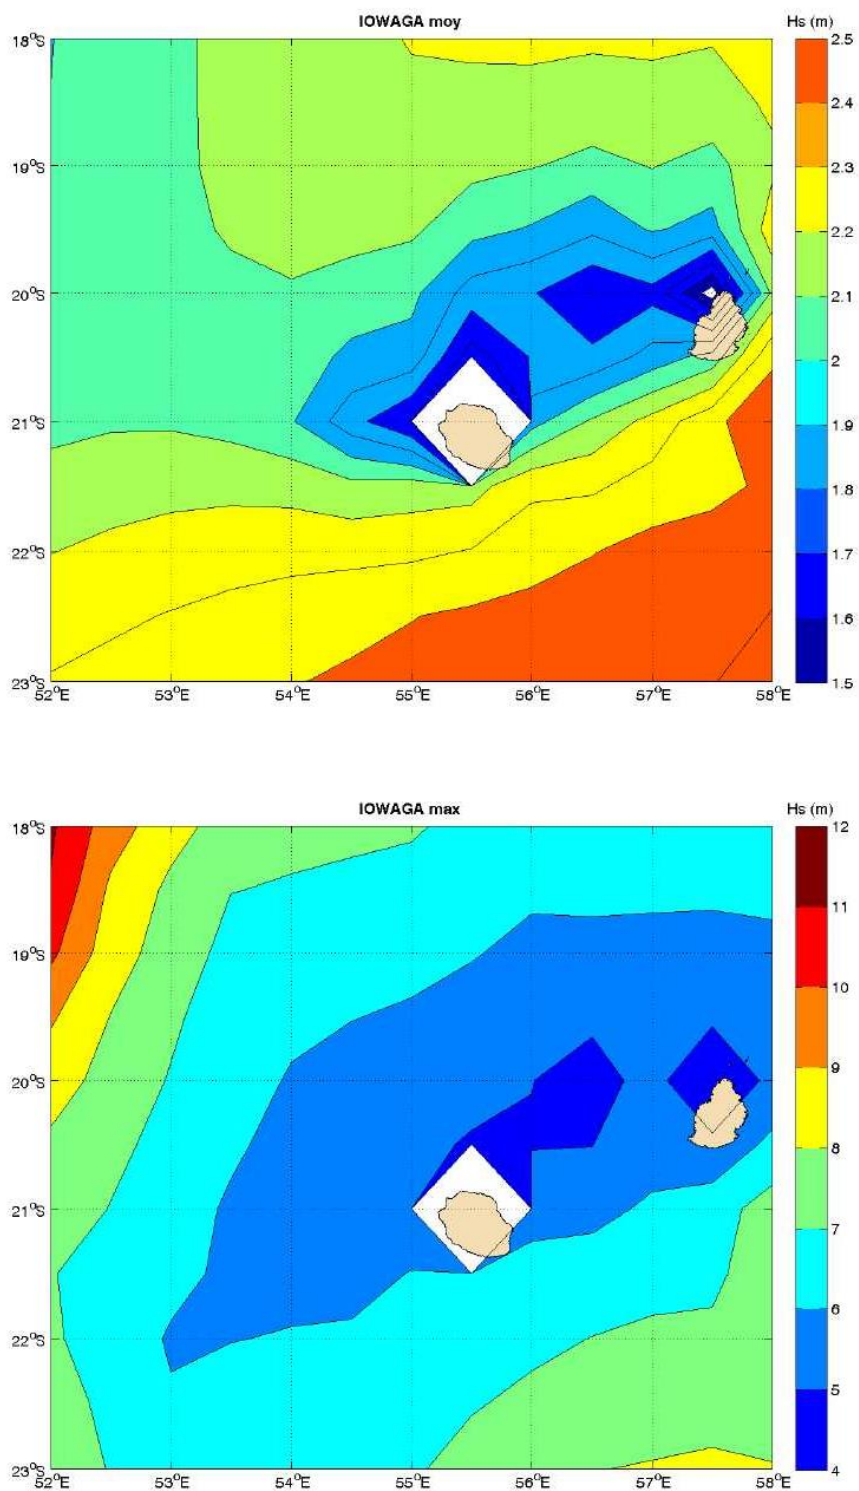 IOWAGA moy
Hs (m)
18°S
19°S
20°S
21°S
22°S
23°S
52°E
53°E
54°E
55°E
56°E
57°E
58°E
2.5
2.4
2.3
2.2
2.1
2
1.9
1.8
1.7
1.6
1.5
IOWAGA max
Hs (m)
18°S
19°S
20°S
21°S
22°S
23°S
52°E
53°E
54°E
55°E
56°E
57°E
58°E
12
11
10
9
8
7
6
5
4